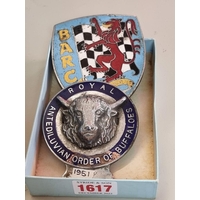 BARC
ROYAL
ANTEDILUVIAN ORDER OF BUFFALOES
1951
1617